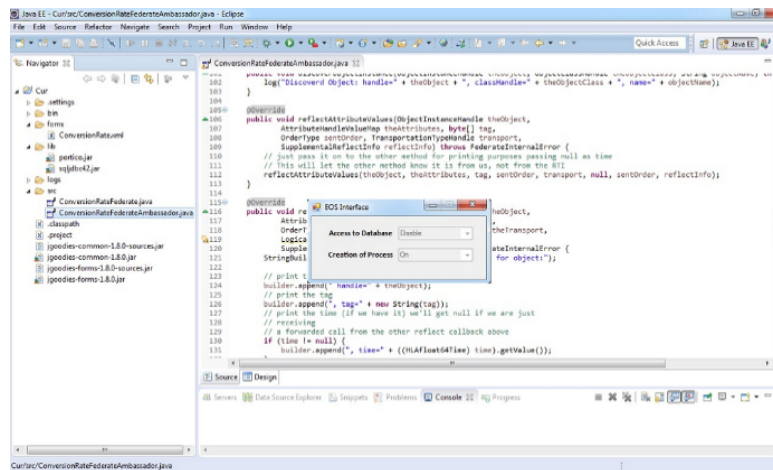 Java EE - Cur/src/ConversionRateFederateAmbassador.java - Eclipse
File Edit Source Refactor Navigate Search Project Run Window Help
Quick Access
Java EE
Navigator
ConversionRateFederateAmbassador.java
Cur
.settings
bin
foms
ConversionRate.xml
lib
portico.jar
sqljdbc42.jar
logs
src
ConversionRateFederate.java
ConversionRateFederateAmbassador.java
.classpath
.project
jgoodies-common-1.8.0-sources.jar
jgoodies-common-1.8.0.jar
jgoodies-forms-1.8.0-sources.jar
jgoodies-forms-1.8.0.jar
102 log("Discoverd Object: handle=" + theObject + ", classHandle=" + theObjectClass + ", name=" + objectName);
103 }
104
105 @Override
106 public void reflectAttributeValues(ObjectInstanceHandle theObject,
107 AttributeHandleValueMap theAttributes, byte[] tag,
108 OrderType sentOrder, TransportationTypeHandle transport,
109 SupplementalReflectInfo reflectInfo) throws FederateInternalError {
110 // just pass it on to the other method for printing purposes passing null as time
111 // This will let the other method know it is from us, not from the RTI
112 reflectAttributeValues(theObject, theAttributes, tag, sentOrder, transport, null, sentOrder, reflectInfo);
113 }
114
115 @Override
116 public void re heObject,
117 Attrib
118 OrderT theTransport,
119 Logica
120 Supple ateInternalError {
121 StringBuil for object:");
122
123 // print t
124 builder.append(" handle=" + theObject);
125 // print the tag
126 builder.append(", tag=" + new String(tag));
127 // print the time (if we have it) we'll get null if we are just
128 // receiving
129 // a forwarded call from the other reflect callback above
130 if (time != null) {
131 builder.append(", time=" + ((HLAfloat64Time) time).getValue());
EOS Interface
Access to Database Disable
Creation of Process On
Source Design
Servers Data Source Explorer Snippets Problems Console Progress
Cur/src/ConversionRateFederateAmbassador.java